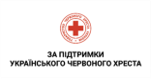 ЗА ПІДТРИМКИ
УКРАЇНСЬКОГО ЧЕРВОНОГО ХРЕСТА